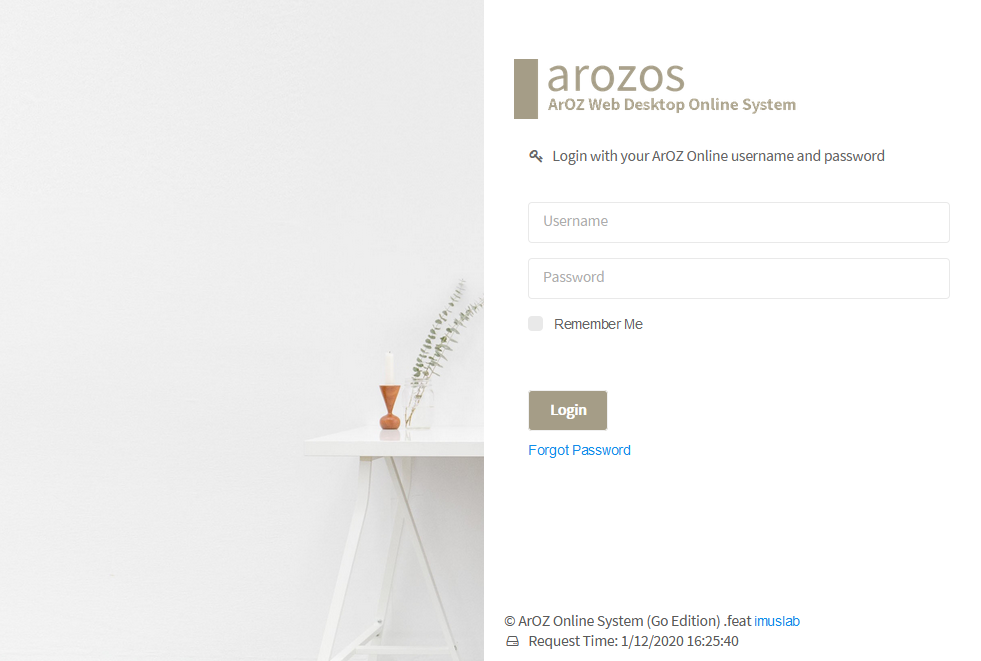 arozos
ArOZ Web Desktop Online System
Login with your ArOZ Online username and password
Username
Password
Remember Me
Login
Forgot Password
© ArOZ Online System (Go Edition) .feat imuslab
Request Time: 1/12/2020 16:25:40